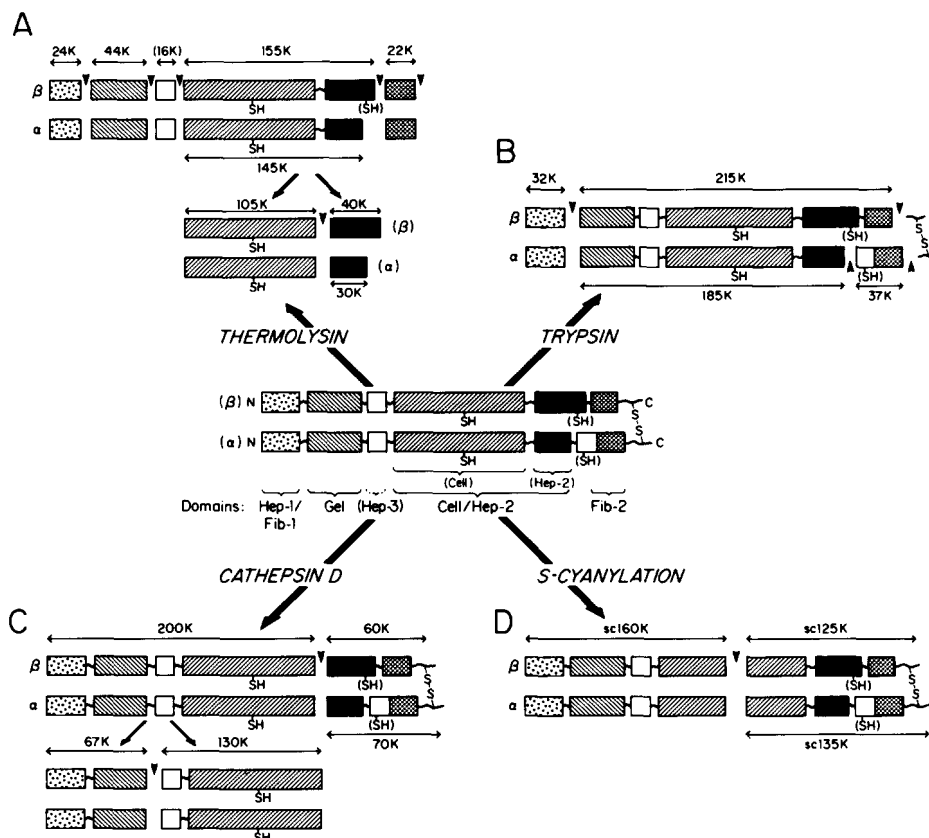 A
24K 44K (16K) 155K 22K
β
SH (SH)
α
SH
145K
105K 40K
(β)
SH
(α)
SH 30K
B
32K 215K
β
SH (SH)
S
S
α
SH (SH)
185K 37K
THERMOLYSIN TRYPSIN
(β) N C
SH (SH)
S
S
(α) N C
SH (SH)
(Cell) (Hep-2)
Domains: Hep-1/ Gel (Hep-3) Cell/Hep-2 Fib-2
Fib-1
CATHEPSIN D S-CYANYLATION
C
200K 60K
β
SH (SH)
S
S
α
SH (SH)
67K 130K 70K
SH
SH
D
sc160K sc125K
β
(SH)
S
S
α
(SH)
sc135K